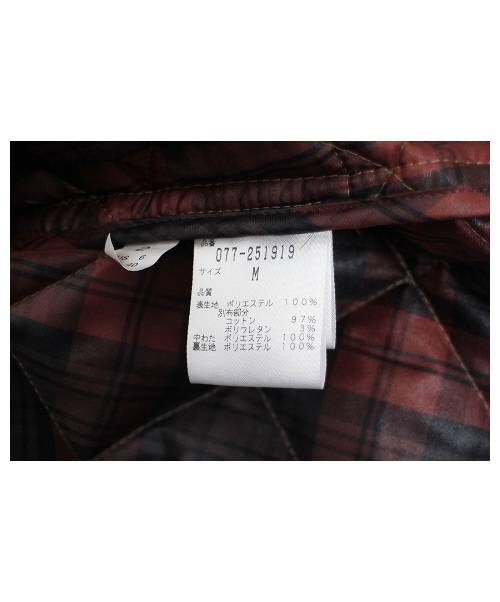 品番
077-251919
サイズ M
品質
表生地 ポリエステル 100%
別布部分
コットン 97%
ポリウレタン 3%
中わた ポリエステル 100%
裏生地 ポリエステル 100%